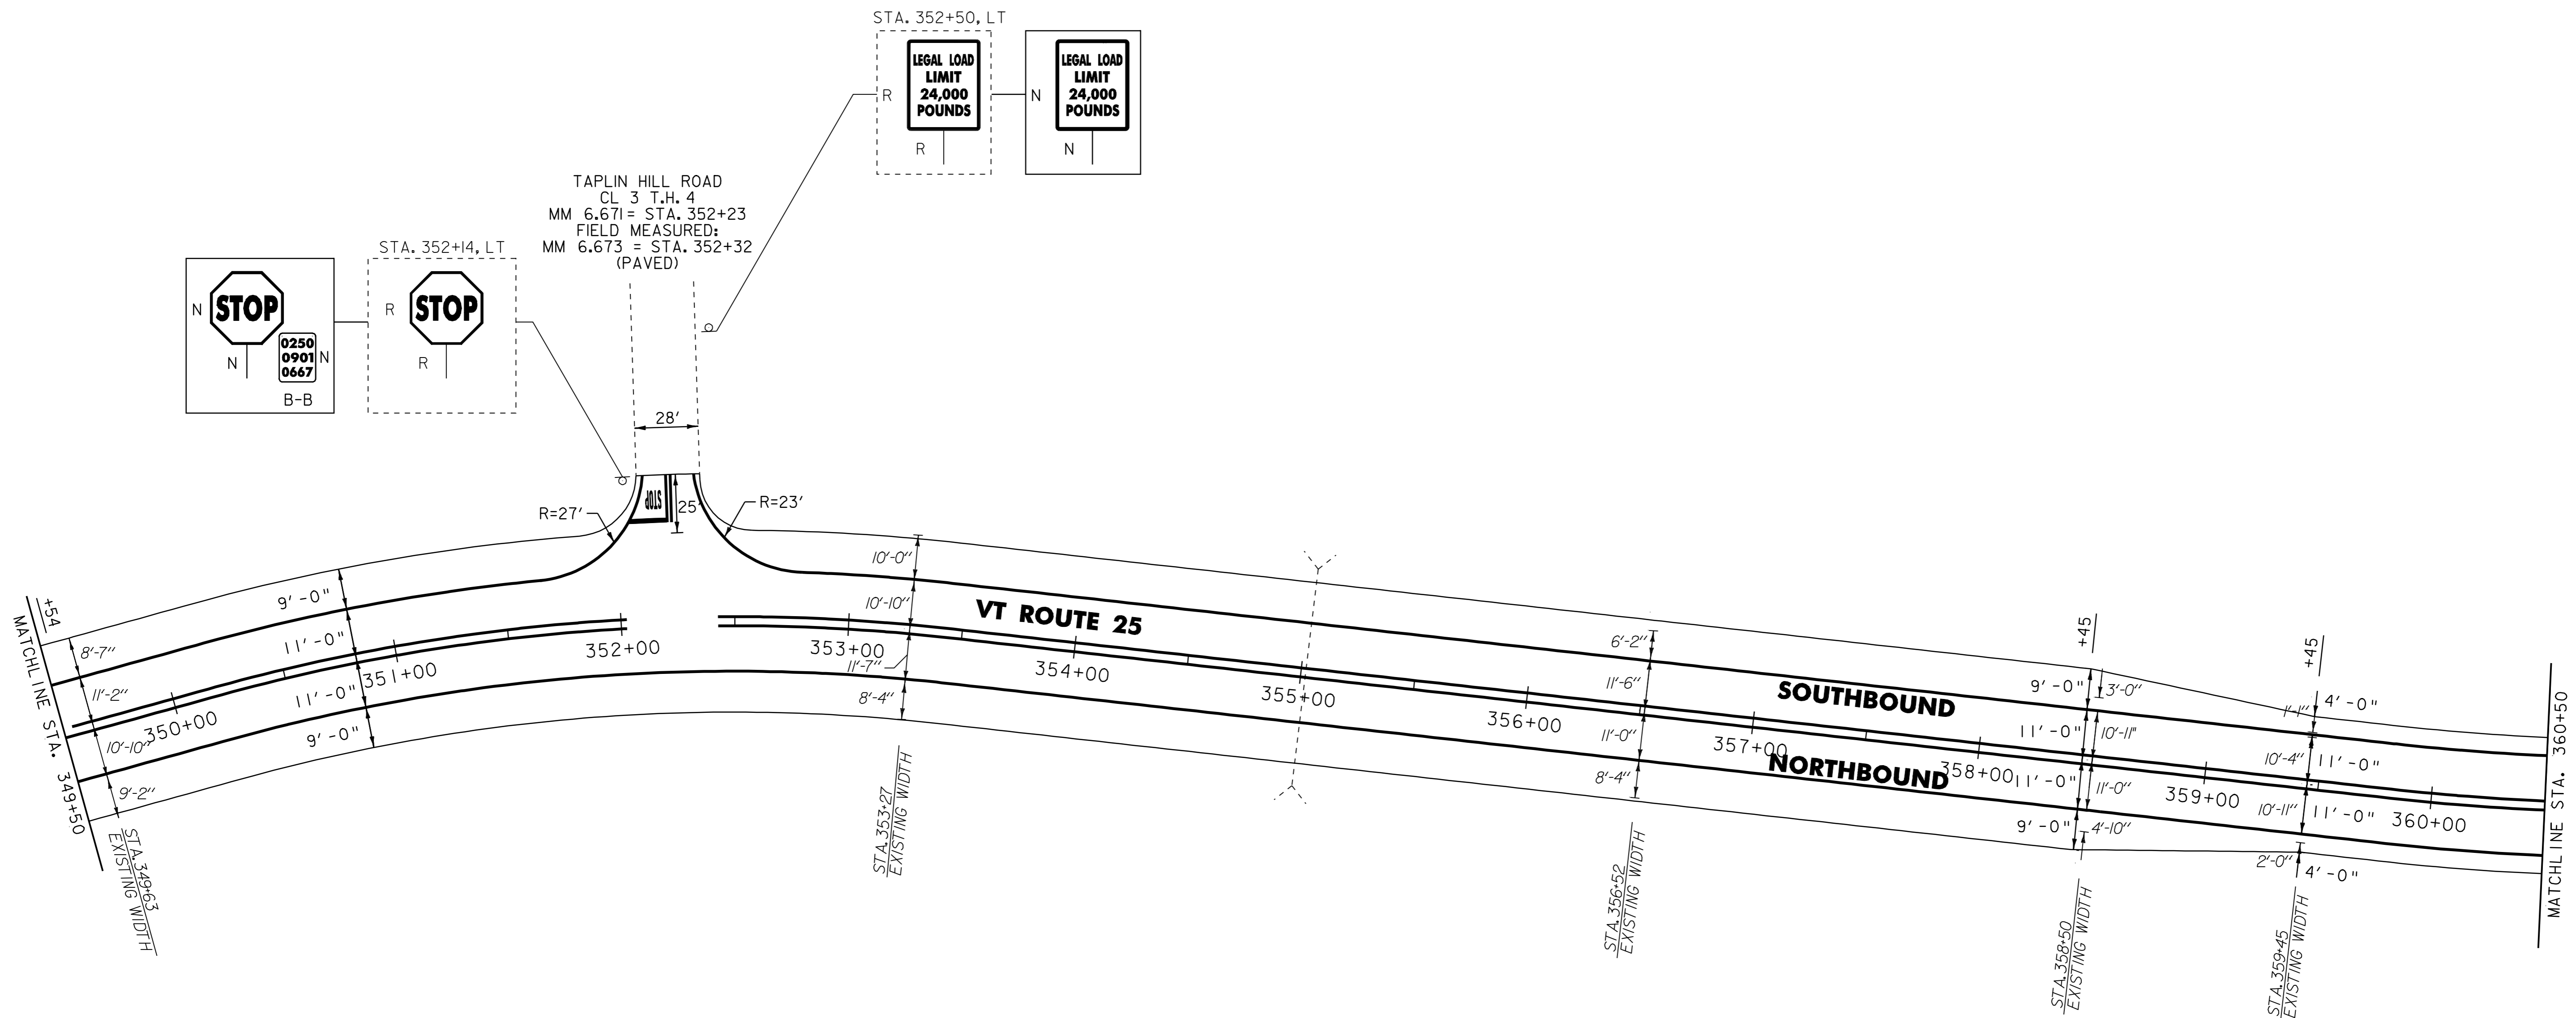 STA. 352+50, LT
R
LEGAL LOAD
LIMIT
24,000
POUNDS
R
N
LEGAL LOAD
LIMIT
24,000
POUNDS
N
TAPLIN HILL ROAD
CL 3 T.H. 4
MM 6.671= STA. 352+23
FIELD MEASURED:
MM 6.673 = STA. 352+32
(PAVED)
STA. 352+14, LT
N
STOP
N
0250
0901
0667
N
B-B
R
STOP
R
28'
STOP
25'
R=27'
R=23'
MATCHLINE STA. 349+50
+54
8'-7"
11'-2"
10'-10"
9'-2"
STA. 349+63
EXISTING WIDTH
350+00
9'-0"
11'-0"
11'-0"
9'-0"
351+00
352+00
353+00
10'-0"
10'-10"
11'-7"
8'-4"
STA. 353+27
EXISTING WIDTH
VT ROUTE 25
354+00
355+00
356+00
6'-2"
11'-6"
11'-0"
8'-4"
STA. 356+52
EXISTING WIDTH
SOUTHBOUND
357+00
NORTHBOUND
358+00
+45
9'-0"
3'-0"
11'-0"
10'-11"
11'-0"
11'-0"
9'-0"
4'-10"
STA. 358+50
EXISTING WIDTH
359+00
+45
1'-1"
4'-0"
10'-4"
11'-0"
10'-11"
11'-0"
2'-0"
4'-0"
STA. 359+45
EXISTING WIDTH
360+00
MATCHLINE STA. 360+50